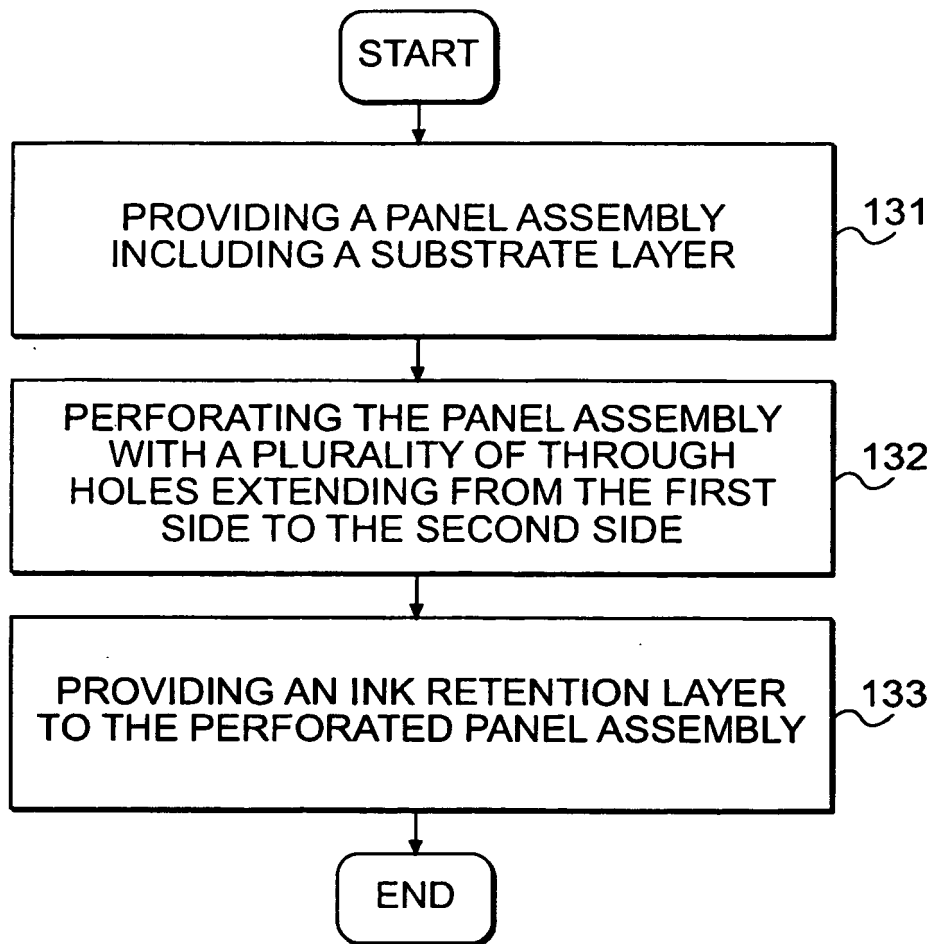 START
PROVIDING A PANEL ASSEMBLY
INCLUDING A SUBSTRATE LAYER
131
PERFORATING THE PANEL ASSEMBLY
WITH A PLURALITY OF THROUGH
HOLES EXTENDING FROM THE FIRST
SIDE TO THE SECOND SIDE
132
PROVIDING AN INK RETENTION LAYER
TO THE PERFORATED PANEL ASSEMBLY
133
END